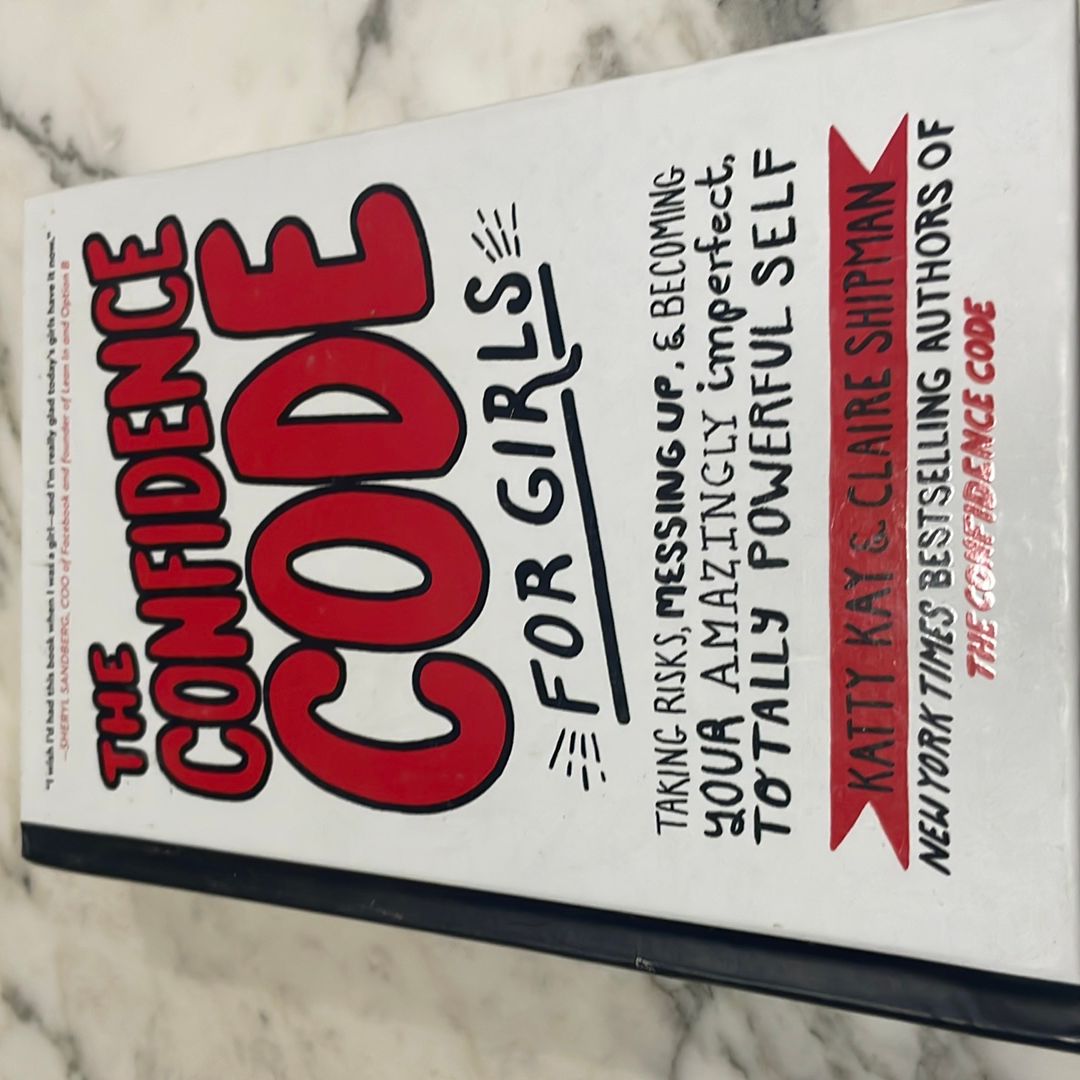 "I wish I'd had this book when I was a girl—and I'm really glad today's girls have it now."
—SHERYL SANDBERG, COO of Facebook and founder of Lean In and Option B
THE
CONFIDENCE
CODE
FOR GIRLS
TAKING RISKS, MESSING UP, & BECOMING
YOUR AMAZINGLY imperfect,
TOTALLY POWERFUL SELF
KATTY KAY & CLAIRE SHIPMAN
NEW YORK TIMES BESTSELLING AUTHORS OF
THE CONFIDENCE CODE